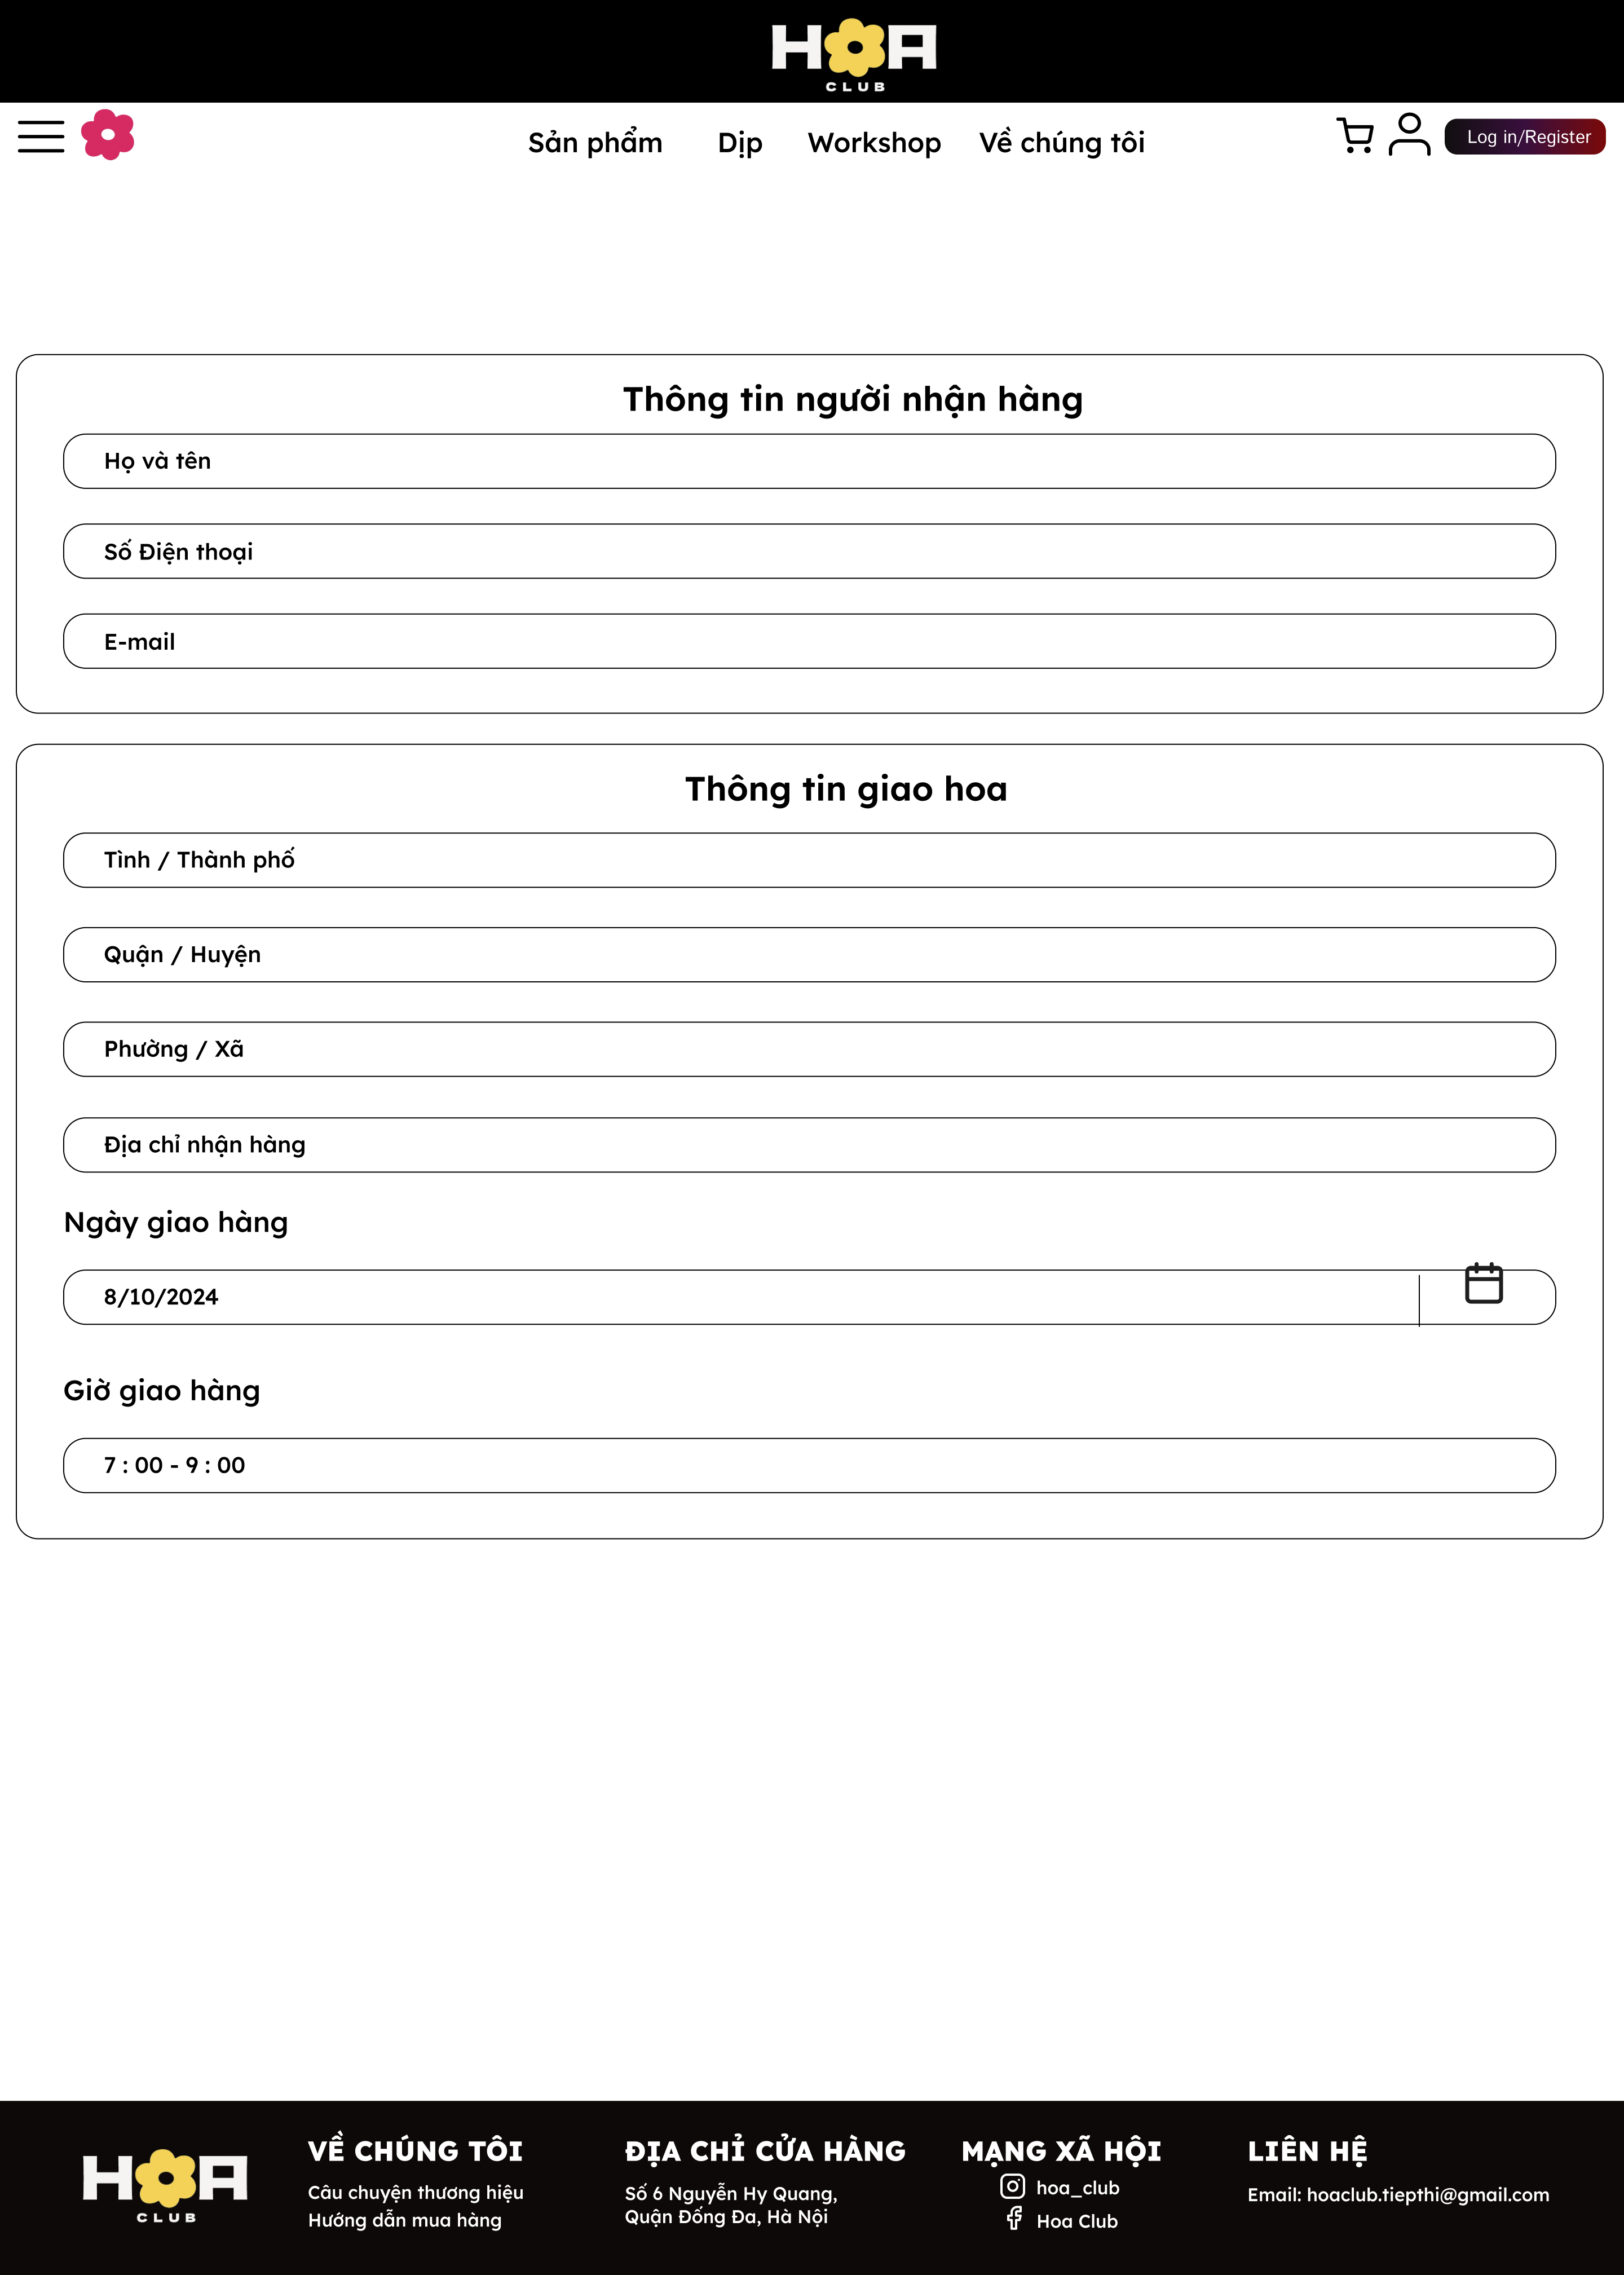 HOA
CLUB
Sản phẩm Dịp Workshop Về chúng tôi Log in/Register
Thông tin người nhận hàng
Họ và tên
Số Điện thoại
E-mail
Thông tin giao hoa
Tình / Thành phố
Quận / Huyện
Phường / Xã
Địa chỉ nhận hàng
Ngày giao hàng
8/10/2024
Giờ giao hàng
7 : 00 - 9 : 00
HOA
CLUB
VỀ CHÚNG TÔI
Câu chuyện thương hiệu
Hướng dẫn mua hàng
ĐỊA CHỈ CỬA HÀNG
Số 6 Nguyễn Hy Quang,
Quận Đống Đa, Hà Nội
MẠNG XÃ HỘI
hoa_club
Hoa Club
LIÊN HỆ
Email: hoaclub.tiepthi@gmail.com